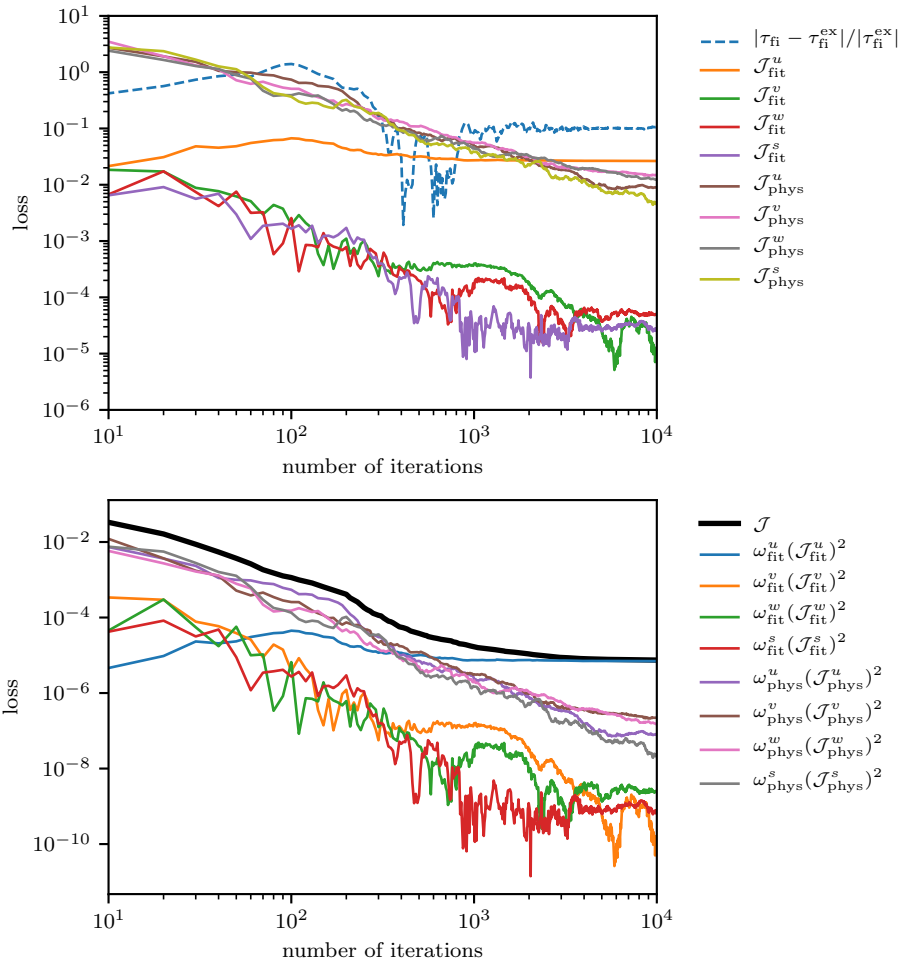 10^1
10^0
10^-1
10^-2
10^-3
10^-4
10^-5
10^-6
loss
10^1
10^2
10^3
10^4
number of iterations
|τ_fi − τ_fi^ex|/|τ_fi^ex|
𝒥_fit^u
𝒥_fit^v
𝒥_fit^w
𝒥_fit^s
𝒥_phys^u
𝒥_phys^v
𝒥_phys^w
𝒥_phys^s
10^-2
10^-4
10^-6
10^-8
10^-10
loss
10^1
10^2
10^3
10^4
number of iterations
𝒥
ω_fit^u(𝒥_fit^u)^2
ω_fit^v(𝒥_fit^v)^2
ω_fit^w(𝒥_fit^w)^2
ω_fit^s(𝒥_fit^s)^2
ω_phys^u(𝒥_phys^u)^2
ω_phys^v(𝒥_phys^v)^2
ω_phys^w(𝒥_phys^w)^2
ω_phys^s(𝒥_phys^s)^2